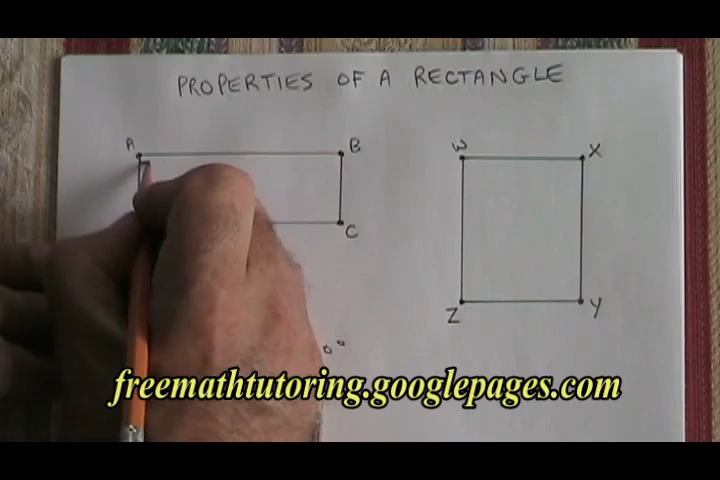 PROPERTIES OF A RECTANGLE
A
B
W
X
C
Z
Y
freemathtutoring.googlepages.com